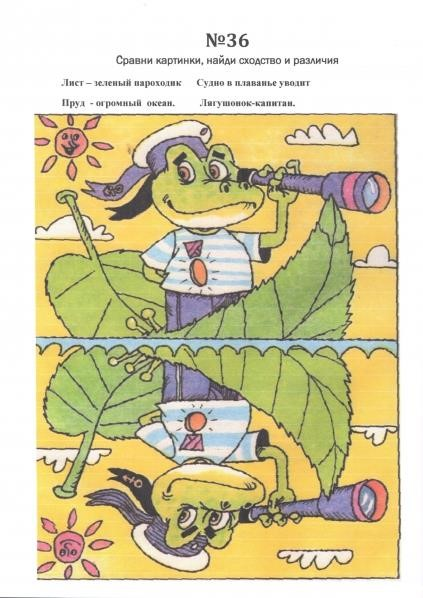 №36
Сравни картинки, найди сходство и различия
Лист – зеленый пароходик Судно в плаванье уводит
Пруд - огромный океан. Лягушонок-капитан.